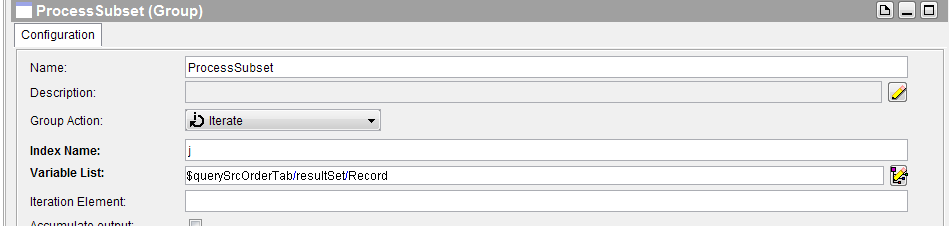 ProcessSubset (Group)
Configuration
Name: ProcessSubset
Description:
Group Action: Iterate
Index Name: j
Variable List: $querySrcOrderTab/resultSet/Record
Iteration Element:
Accumulate output: